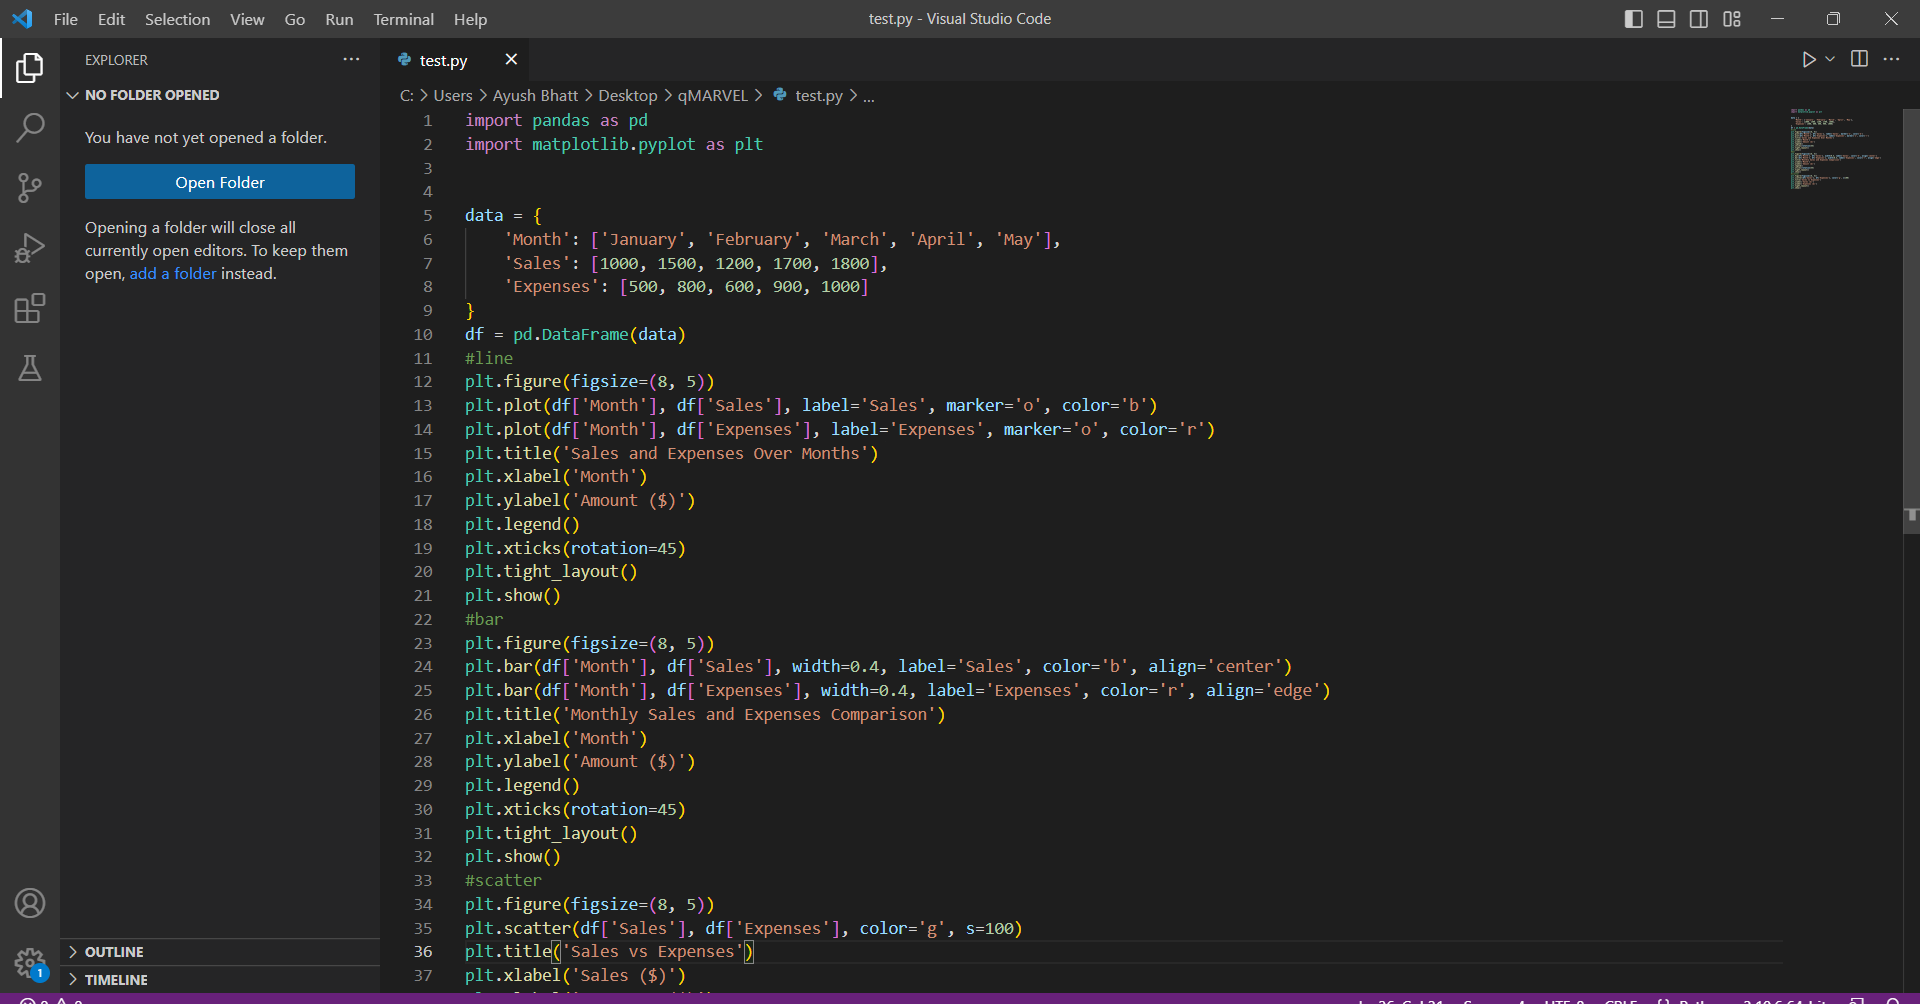 File Edit Selection View Go Run Terminal Help
test.py - Visual Studio Code
EXPLORER
NO FOLDER OPENED
You have not yet opened a folder.
Open Folder
Opening a folder will close all
currently open editors. To keep them
open, add a folder instead.
OUTLINE
TIMELINE
1
test.py
C: > Users > Ayush Bhatt > Desktop > qMARVEL > test.py > ...
1 import pandas as pd
2 import matplotlib.pyplot as plt
3
4
5 data = {
6     'Month': ['January', 'February', 'March', 'April', 'May'],
7     'Sales': [1000, 1500, 1200, 1700, 1800],
8     'Expenses': [500, 800, 600, 900, 1000]
9 }
10 df = pd.DataFrame(data)
11 #line
12 plt.figure(figsize=(8, 5))
13 plt.plot(df['Month'], df['Sales'], label='Sales', marker='o', color='b')
14 plt.plot(df['Month'], df['Expenses'], label='Expenses', marker='o', color='r')
15 plt.title('Sales and Expenses Over Months')
16 plt.xlabel('Month')
17 plt.ylabel('Amount ($)')
18 plt.legend()
19 plt.xticks(rotation=45)
20 plt.tight_layout()
21 plt.show()
22 #bar
23 plt.figure(figsize=(8, 5))
24 plt.bar(df['Month'], df['Sales'], width=0.4, label='Sales', color='b', align='center')
25 plt.bar(df['Month'], df['Expenses'], width=0.4, label='Expenses', color='r', align='edge')
26 plt.title('Monthly Sales and Expenses Comparison')
27 plt.xlabel('Month')
28 plt.ylabel('Amount ($)')
29 plt.legend()
30 plt.xticks(rotation=45)
31 plt.tight_layout()
32 plt.show()
33 #scatter
34 plt.figure(figsize=(8, 5))
35 plt.scatter(df['Sales'], df['Expenses'], color='g', s=100)
36 plt.title('Sales vs Expenses')
37 plt.xlabel('Sales ($)')